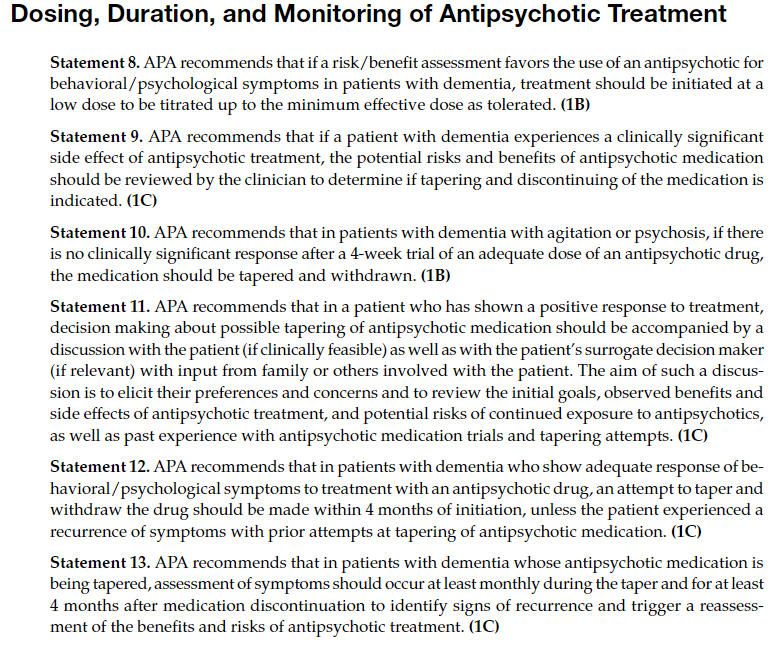 Dosing, Duration, and Monitoring of Antipsychotic Treatment
Statement 8. APA recommends that if a risk/benefit assessment favors the use of an antipsychotic for
behavioral/psychological symptoms in patients with dementia, treatment should be initiated at a
low dose to be titrated up to the minimum effective dose as tolerated. (1B)
Statement 9. APA recommends that if a patient with dementia experiences a clinically significant
side effect of antipsychotic treatment, the potential risks and benefits of antipsychotic medication
should be reviewed by the clinician to determine if tapering and discontinuing of the medication is
indicated. (1C)
Statement 10. APA recommends that in patients with dementia with agitation or psychosis, if there
is no clinically significant response after a 4-week trial of an adequate dose of an antipsychotic drug,
the medication should be tapered and withdrawn. (1B)
Statement 11. APA recommends that in a patient who has shown a positive response to treatment,
decision making about possible tapering of antipsychotic medication should be accompanied by a
discussion with the patient (if clinically feasible) as well as with the patient's surrogate decision maker
(if relevant) with input from family or others involved with the patient. The aim of such a discus-
sion is to elicit their preferences and concerns and to review the initial goals, observed benefits and
side effects of antipsychotic treatment, and potential risks of continued exposure to antipsychotics,
as well as past experience with antipsychotic medication trials and tapering attempts. (1C)
Statement 12. APA recommends that in patients with dementia who show adequate response of be-
havioral/psychological symptoms to treatment with an antipsychotic drug, an attempt to taper and
withdraw the drug should be made within 4 months of initiation, unless the patient experienced a
recurrence of symptoms with prior attempts at tapering of antipsychotic medication. (1C)
Statement 13. APA recommends that in patients with dementia whose antipsychotic medication is
being tapered, assessment of symptoms should occur at least monthly during the taper and for at least
4 months after medication discontinuation to identify signs of recurrence and trigger a reassess-
ment of the benefits and risks of antipsychotic treatment. (1C)